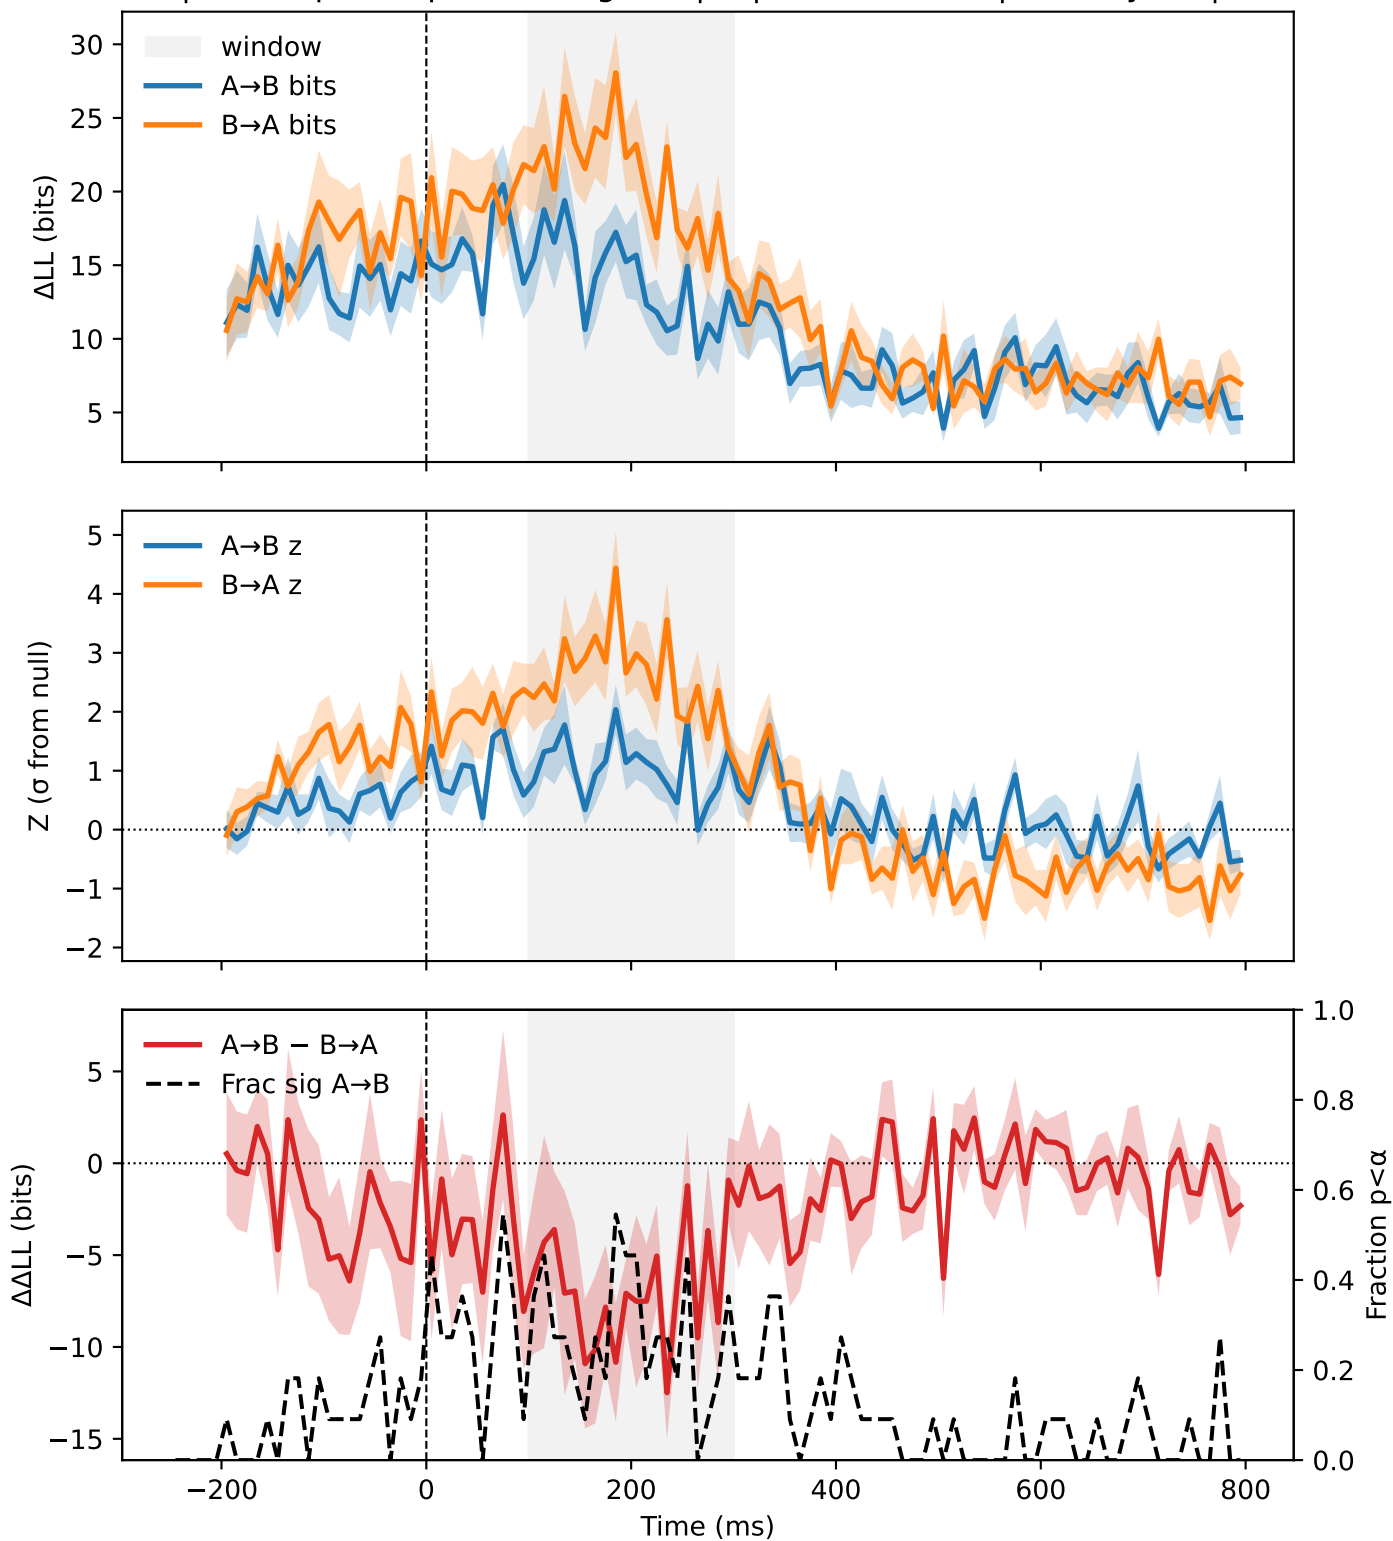 30
25
20
15
10
5
ΔLL (bits)
window
A→B bits
B→A bits
5
4
3
2
1
0
−1
−2
Z (σ from null)
A→B z
B→A z
5
0
−5
−10
−15
ΔΔLL (bits)
A→B − B→A
Frac sig A→B
1.0
0.8
0.6
0.4
0.2
0.0
Fraction p<α
−200 0 200 400 600 800
Time (ms)